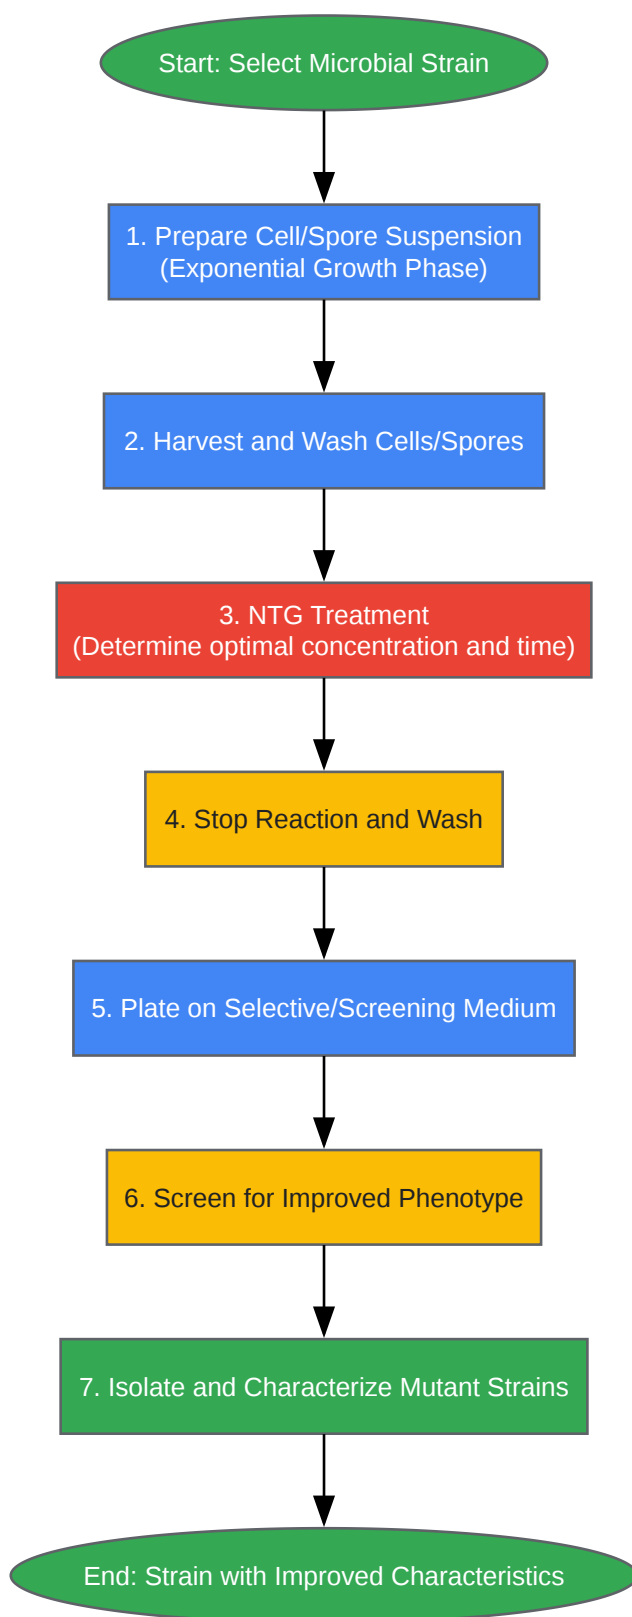 Start: Select Microbial Strain
1. Prepare Cell/Spore Suspension
(Exponential Growth Phase)
2. Harvest and Wash Cells/Spores
3. NTG Treatment
(Determine optimal concentration and time)
4. Stop Reaction and Wash
5. Plate on Selective/Screening Medium
6. Screen for Improved Phenotype
7. Isolate and Characterize Mutant Strains
End: Strain with Improved Characteristics